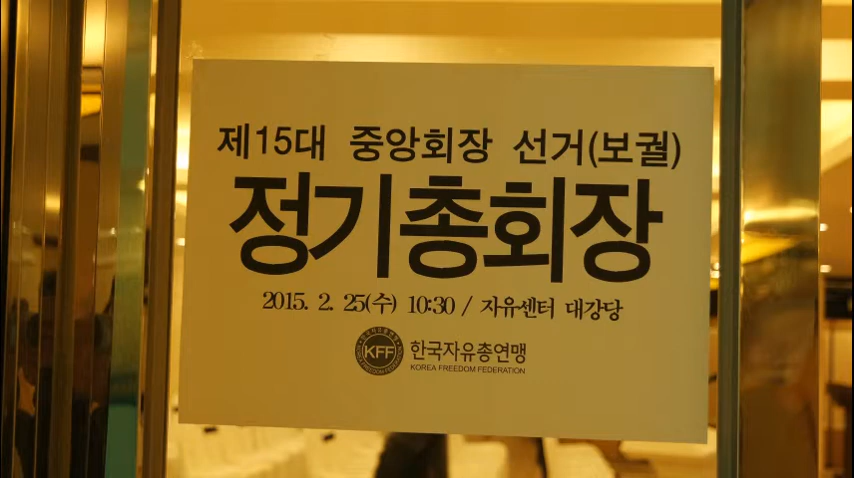 제15대 중앙회장 선거(보궐)
정기총회장
2015. 2. 25(수) 10:30 / 자유센터 대강당
KFF 한국자유총연맹
KOREA FREEDOM FEDERATION